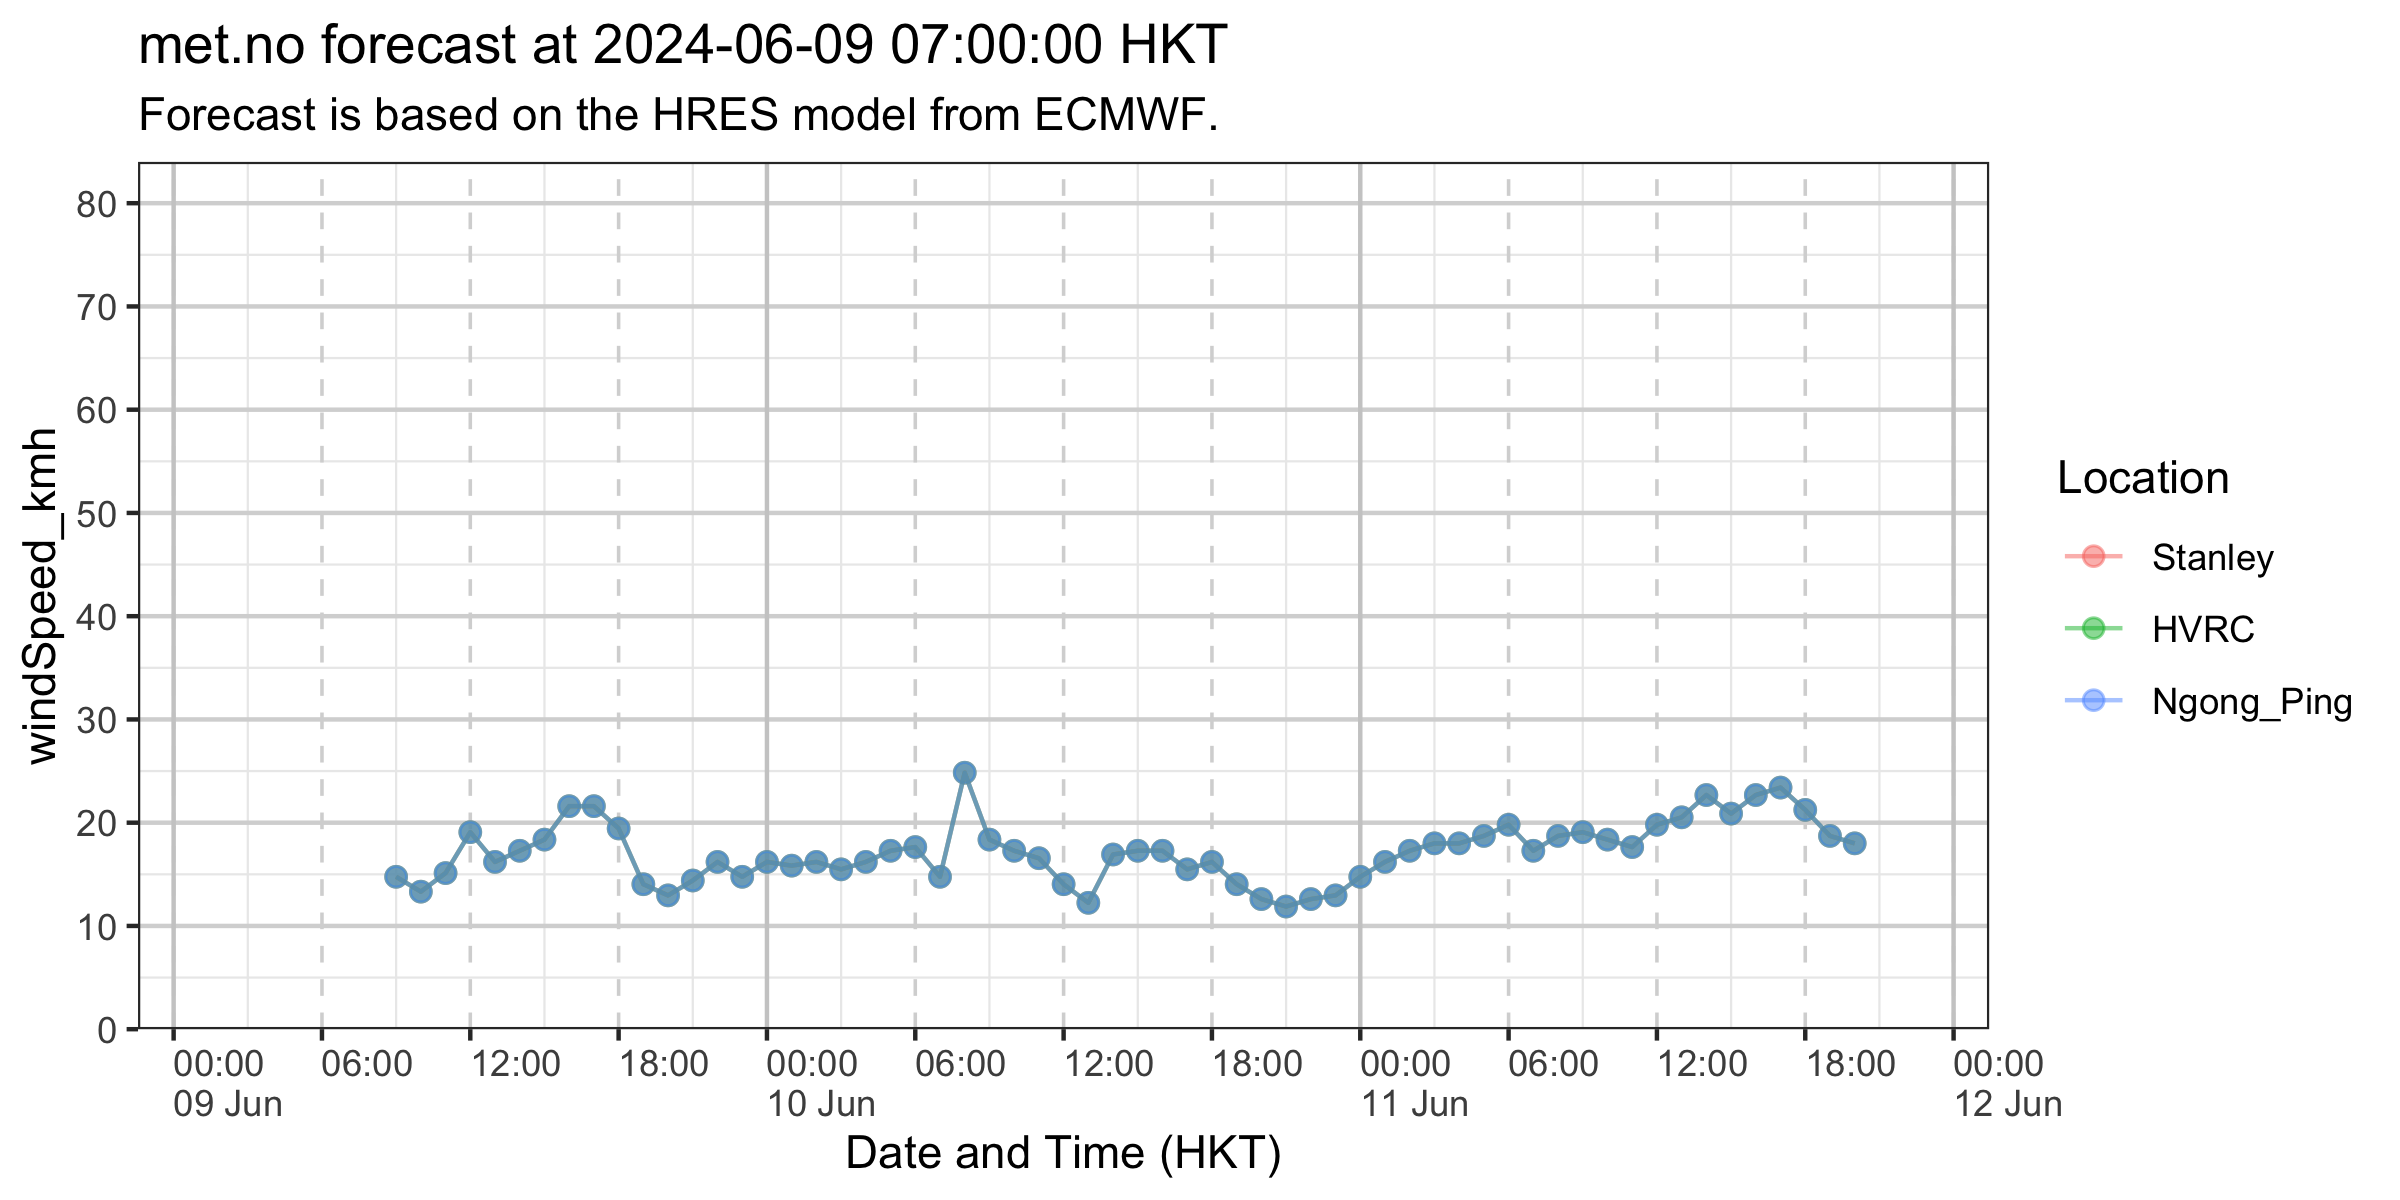 met.no forecast at 2024-06-09 07:00:00 HKT
Forecast is based on the HRES model from ECMWF.
windSpeed_kmh
80
70
60
50
40
30
20
10
0
00:00 06:00 12:00 18:00 00:00 06:00 12:00 18:00 00:00 06:00 12:00 18:00 00:00
09 Jun 10 Jun 11 Jun 12 Jun
Date and Time (HKT)
Location
Stanley
HVRC
Ngong_Ping